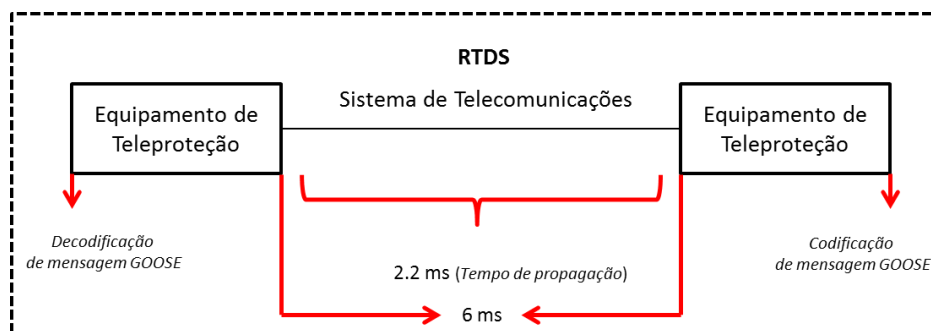 RTDS
Sistema de Telecomunicações
Equipamento de
Teleproteção
Equipamento de
Teleproteção
Decodificação
de mensagem GOOSE
Codificação
de mensagem GOOSE
2.2 ms (Tempo de propagação)
6 ms